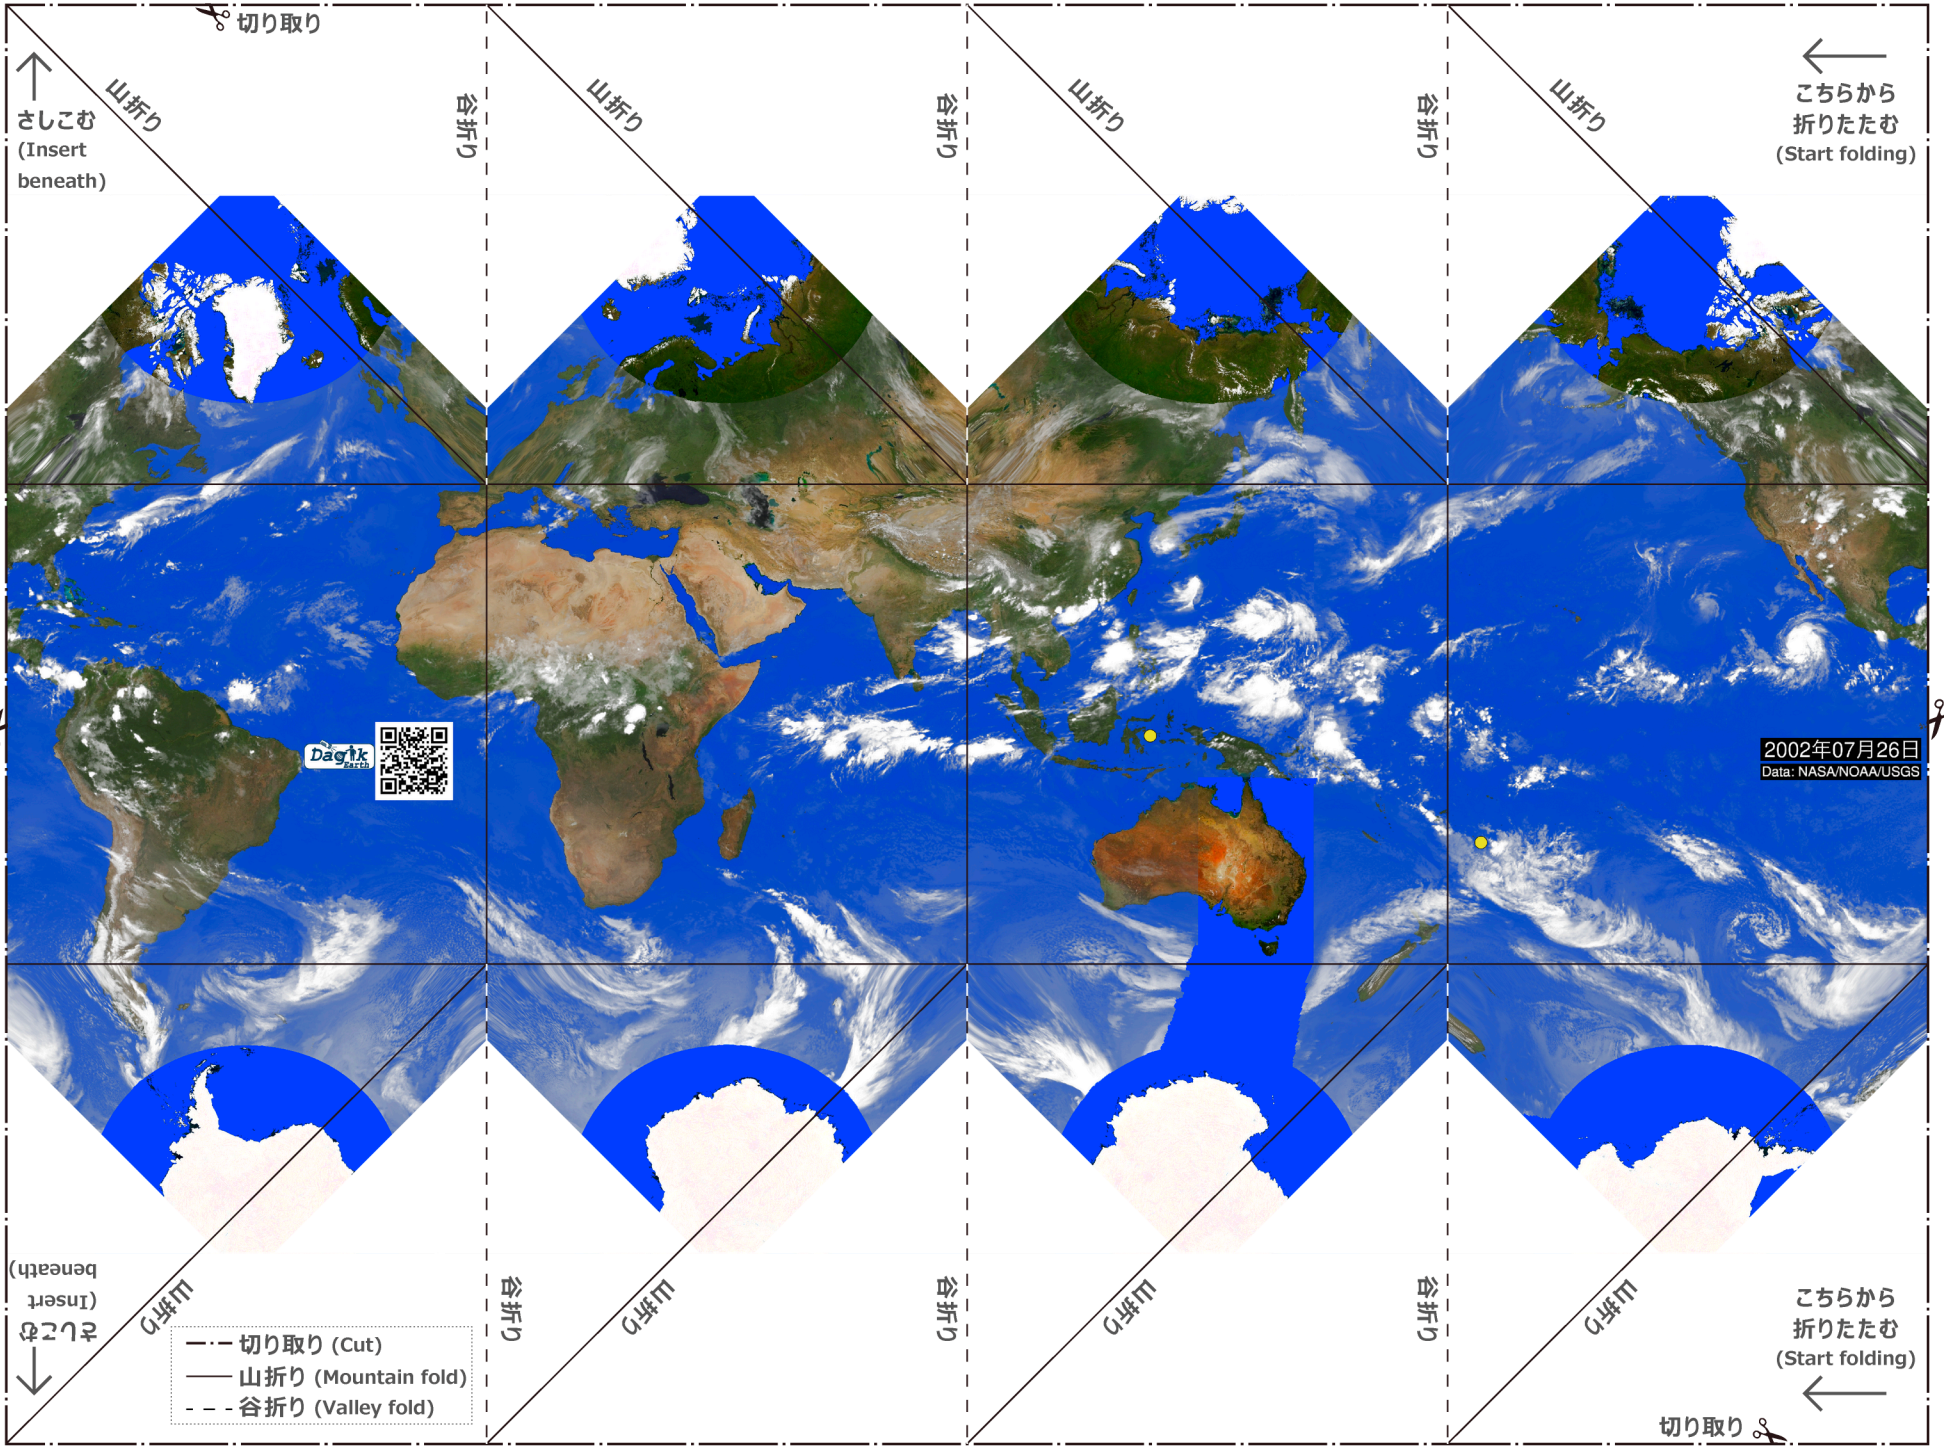 切り取り
山折り
谷折り
山折り
谷折り
山折り
谷折り
山折り
さしこむ
(Insert
beneath)
こちらから
折りたたむ
(Start folding)
Dagik
Earth
2002年07月26日
Data: NASA/NOAA/USGS
さしこむ
(Insert
beneath)
山折り
谷折り
山折り
谷折り
山折り
谷折り
山折り
こちらから
折りたたむ
(Start folding)
切り取り (Cut)
山折り (Mountain fold)
谷折り (Valley fold)
切り取り